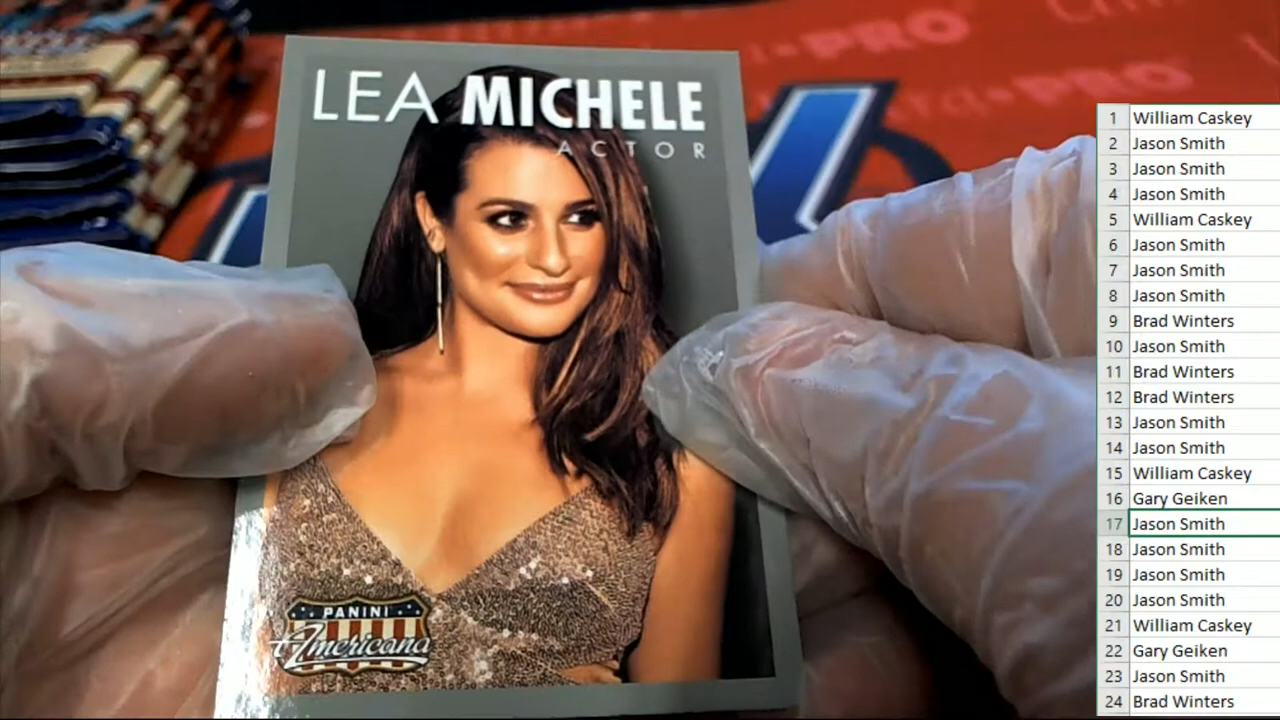 LEA MICHELE
ACTOR
PANINI
Americana
PRO
PRO
1 William Caskey
2 Jason Smith
3 Jason Smith
4 Jason Smith
5 William Caskey
6 Jason Smith
7 Jason Smith
8 Jason Smith
9 Brad Winters
10 Jason Smith
11 Brad Winters
12 Brad Winters
13 Jason Smith
14 Jason Smith
15 William Caskey
16 Gary Geiken
17 Jason Smith
18 Jason Smith
19 Jason Smith
20 Jason Smith
21 William Caskey
22 Gary Geiken
23 Jason Smith
24 Brad Winters